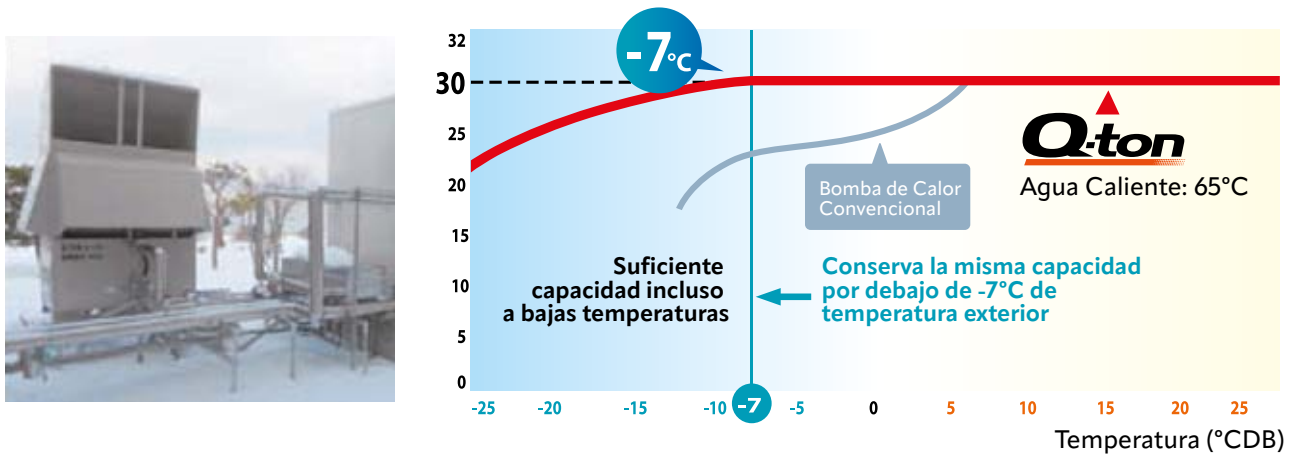 32
30
25
20
15
10
5
0
-7°C
Bomba de Calor
Convencional
Q-ton
Agua Caliente: 65°C
Suficiente
capacidad incluso
a bajas temperaturas
Conserva la misma capacidad
por debajo de -7°C de
temperatura exterior
-25 -20 -15 -10 -7 -5 0 5 10 15 20 25
Temperatura (°CDB)